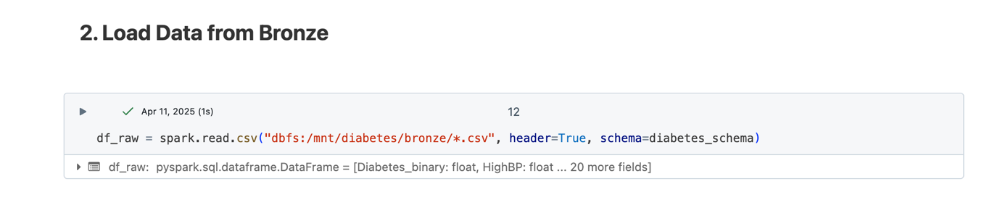 2. Load Data from Bronze
Apr 11, 2025 (1s)
12
df_raw = spark.read.csv("dbfs:/mnt/diabetes/bronze/*.csv", header=True, schema=diabetes_schema)
df_raw: pyspark.sql.dataframe.DataFrame = [Diabetes_binary: float, HighBP: float ... 20 more fields]